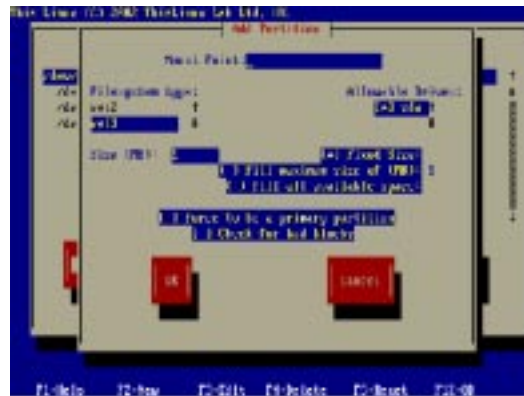 Add Partition
Mount Point:
Filesystem type:
Allowable Drives:
ext2
ext3
[*] sda
Size (MB):
(*) Fixed Size:
( ) Fill maximum size of (MB):
( ) Fill all available space:
[ ] Force to be a primary partition
[ ] Check for bad blocks
OK
Cancel
F1-Help F2-New F3-Edit F4-Delete F5-Reset F12-OK